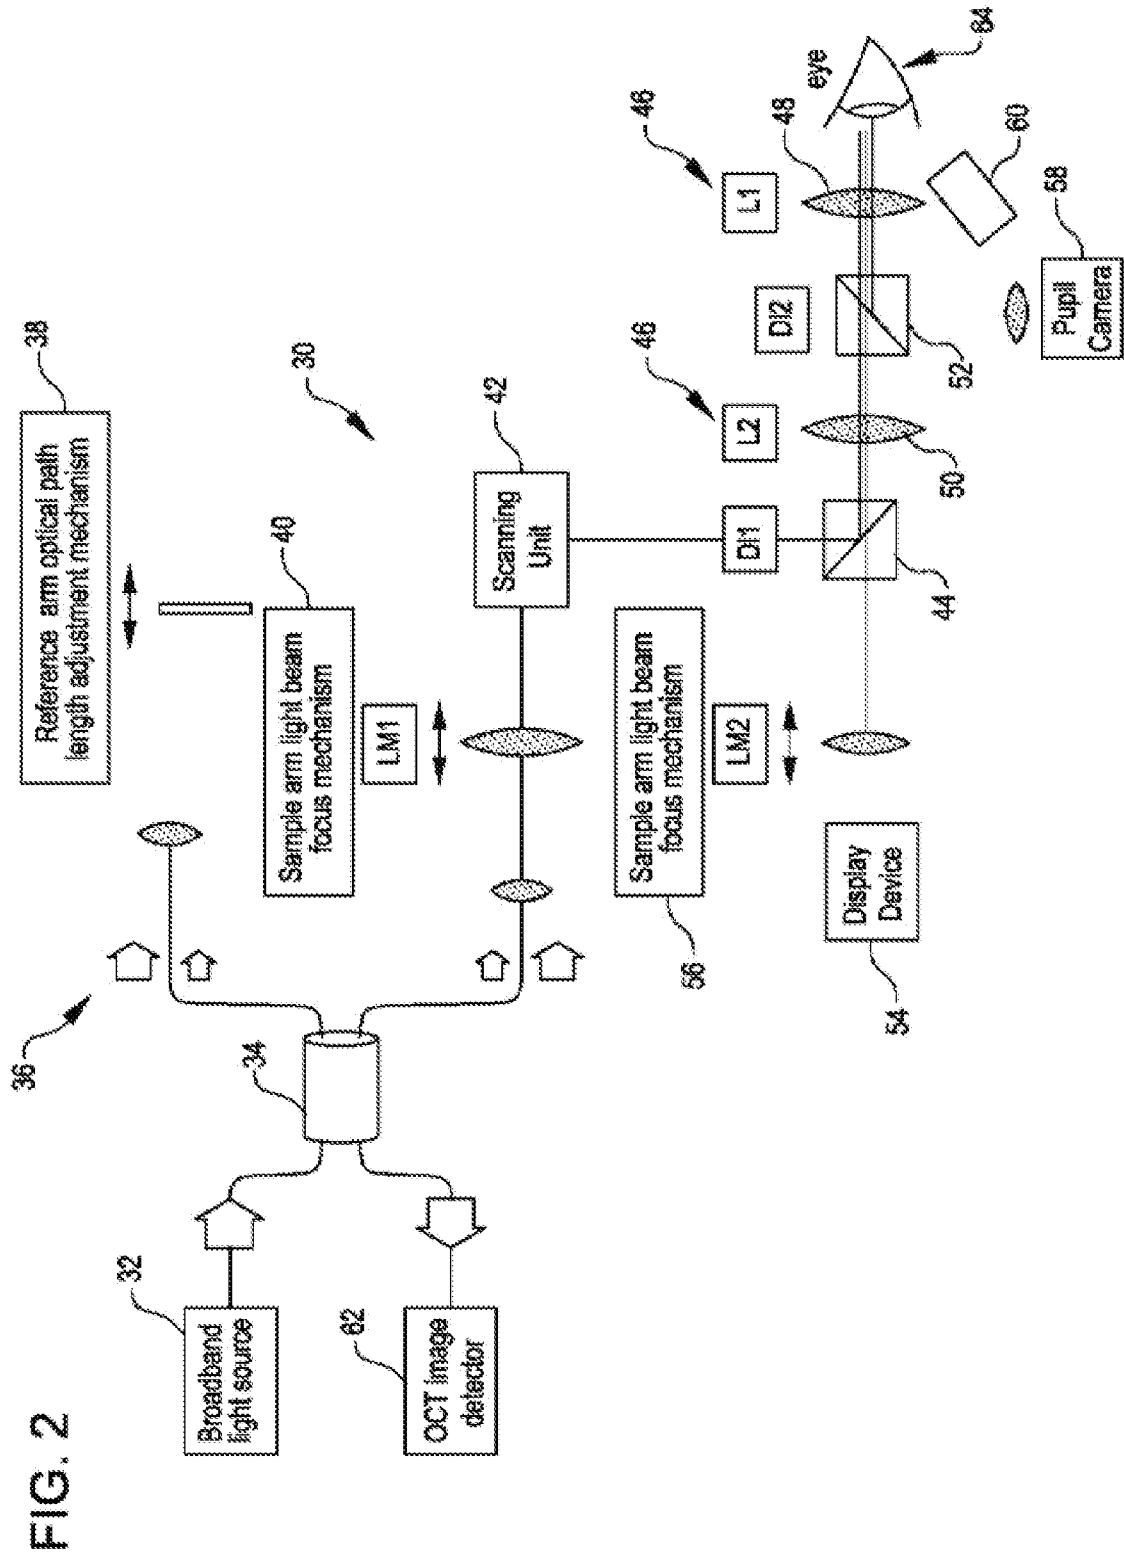 FIG. 2
Broadband
light source
32
OCT image
detector
62
34
36
Reference arm optical path
length adjustment mechanism
38
Sample arm light beam
focus mechanism
40
LM1
30
Scanning
Unit
42
Sample arm light beam
focus mechanism
56
LM2
Display
Device
54
DI1
44
L2
46
50
DI2
52
L1
46
48
eye
64
60
Pupil
Camera
58